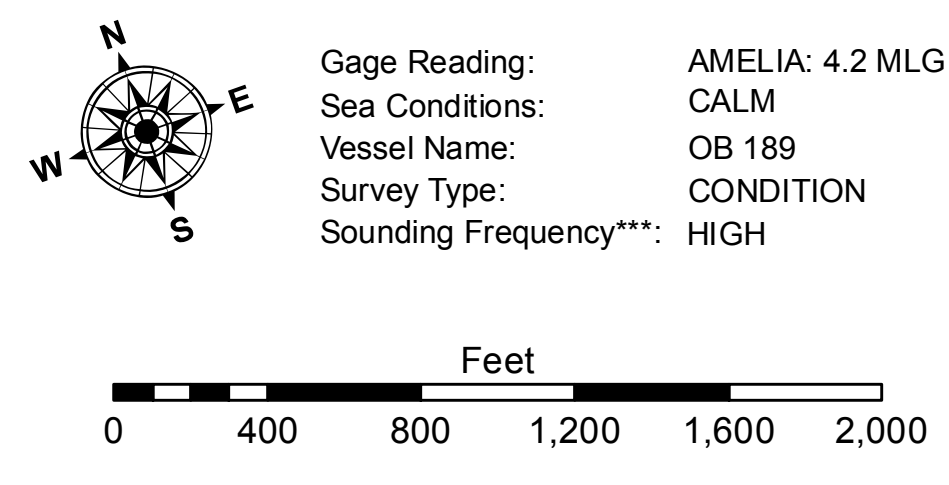 N
E
W
S
Gage Reading: AMELIA: 4.2 MLG
Sea Conditions: CALM
Vessel Name: OB 189
Survey Type: CONDITION
Sounding Frequency***: HIGH
Feet
0 400 800 1,200 1,600 2,000